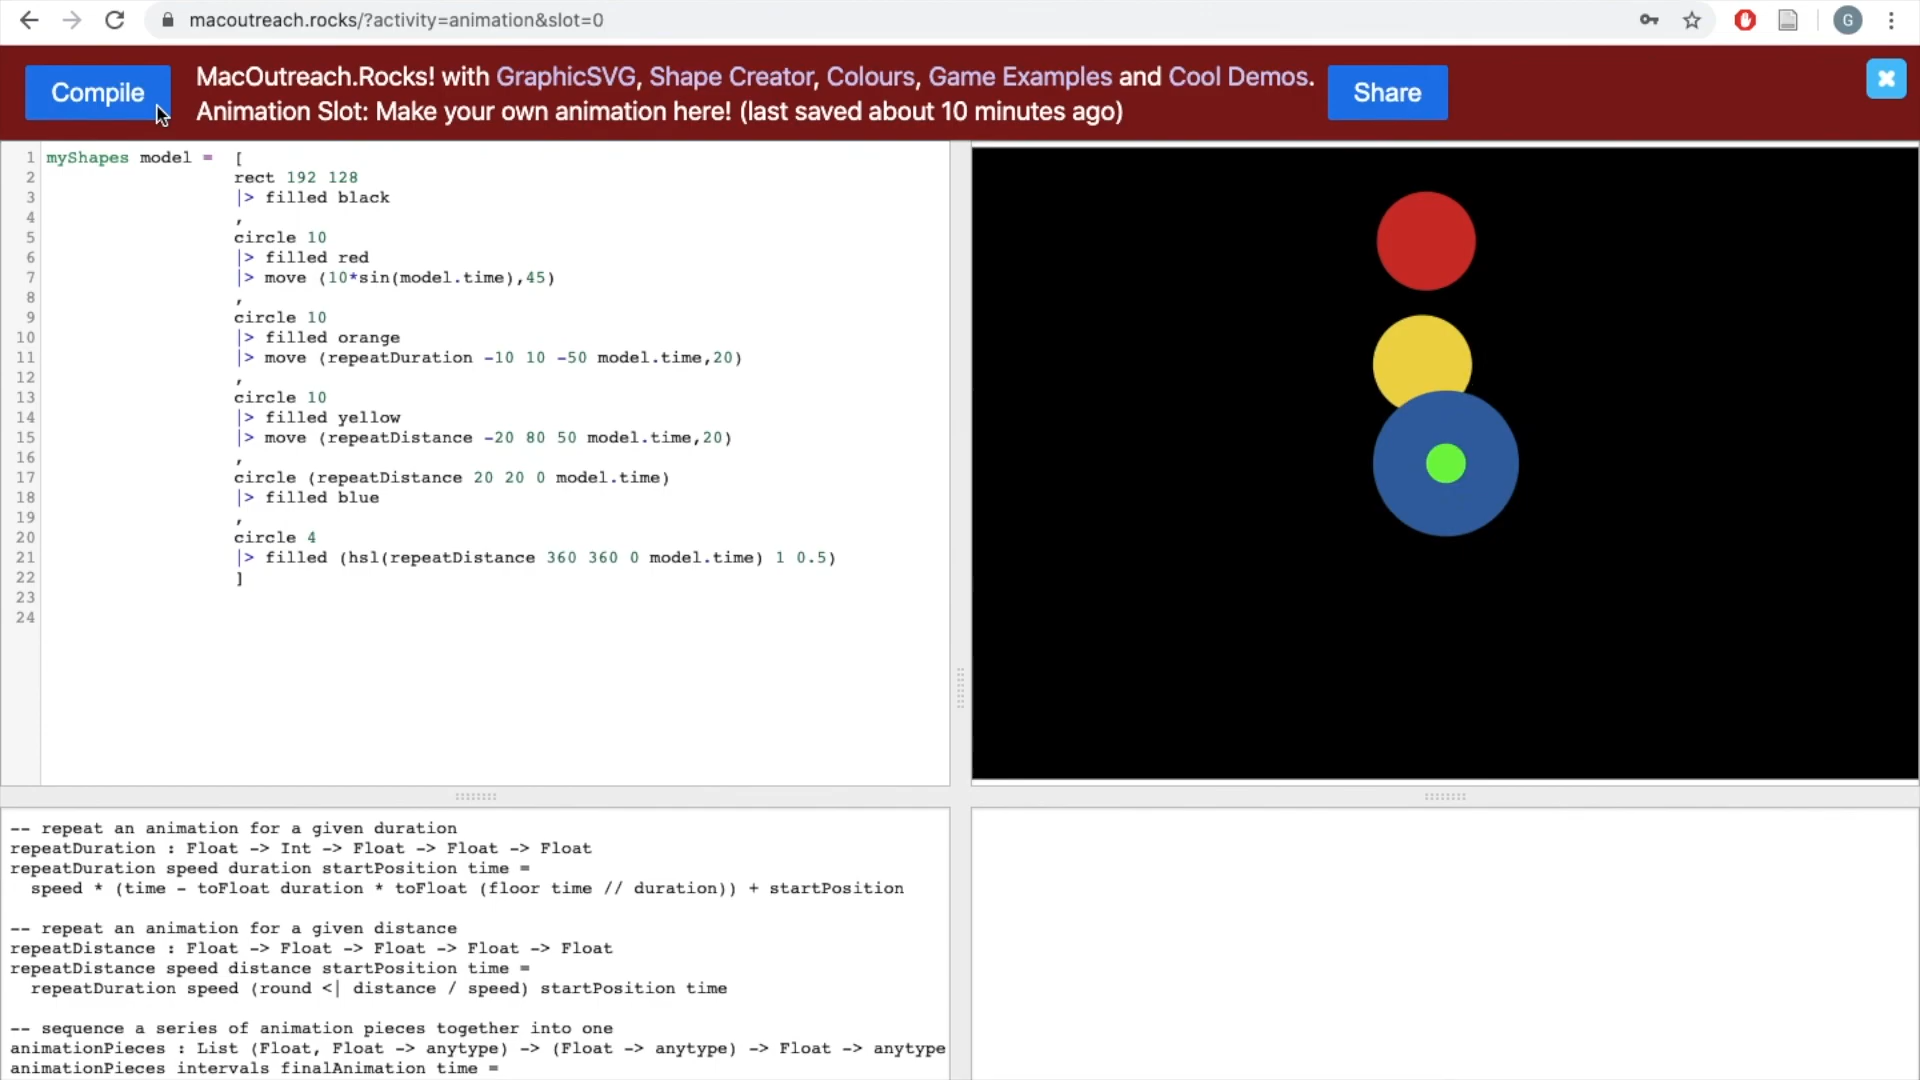 macoutreach.rocks/?activity=animation&slot=0
G
Compile
MacOutreach.Rocks! with GraphicSVG, Shape Creator, Colours, Game Examples and Cool Demos.
Animation Slot: Make your own animation here! (last saved about 10 minutes ago)
Share
1 myShapes model = [
2 rect 192 128
3 |> filled black
4 ,
5 circle 10
6 |> filled red
7 |> move (10*sin(model.time),45)
8 ,
9 circle 10
10 |> filled orange
11 |> move (repeatDuration -10 10 -50 model.time,20)
12 ,
13 circle 10
14 |> filled yellow
15 |> move (repeatDistance -20 80 50 model.time,20)
16 ,
17 circle (repeatDistance 20 20 0 model.time)
18 |> filled blue
19 ,
20 circle 4
21 |> filled (hsl(repeatDistance 360 360 0 model.time) 1 0.5)
22 ]
23
24
-- repeat an animation for a given duration
repeatDuration : Float -> Int -> Float -> Float -> Float
repeatDuration speed duration startPosition time =
speed * (time - toFloat duration * toFloat (floor time // duration)) + startPosition
-- repeat an animation for a given distance
repeatDistance : Float -> Float -> Float -> Float -> Float
repeatDistance speed distance startPosition time =
repeatDuration speed (round <| distance / speed) startPosition time
-- sequence a series of animation pieces together into one
animationPieces : List (Float, Float -> anytype) -> (Float -> anytype) -> Float -> anytype
animationPieces intervals finalAnimation time =